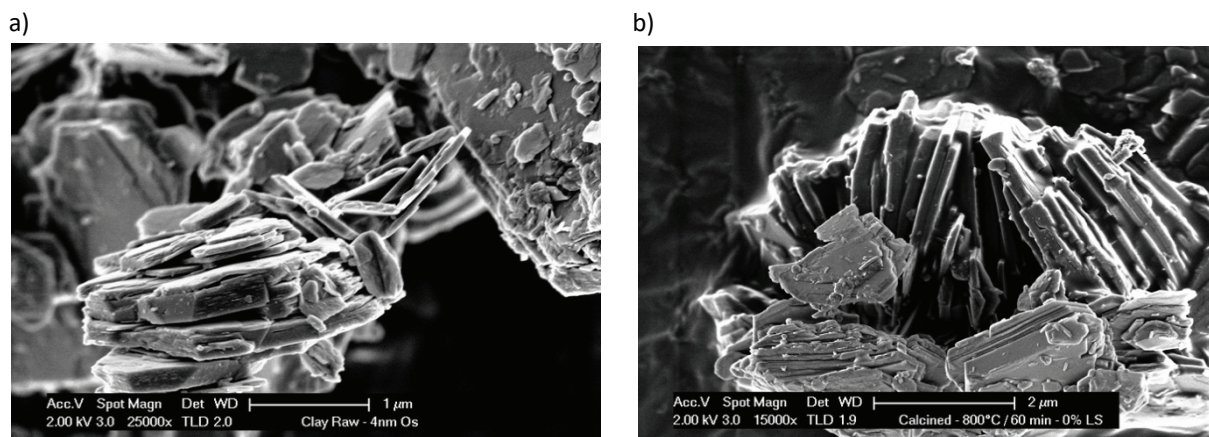 a)
b)
Acc.V Spot Magn Det WD 1 µm
2.00 kV 3.0 25000x TLD 2.0 Clay Raw - 4nm Os
Acc.V Spot Magn Det WD 2 µm
2.00 kV 3.0 15000x TLD 1.9 Calcined - 800°C / 60 min - 0% LS